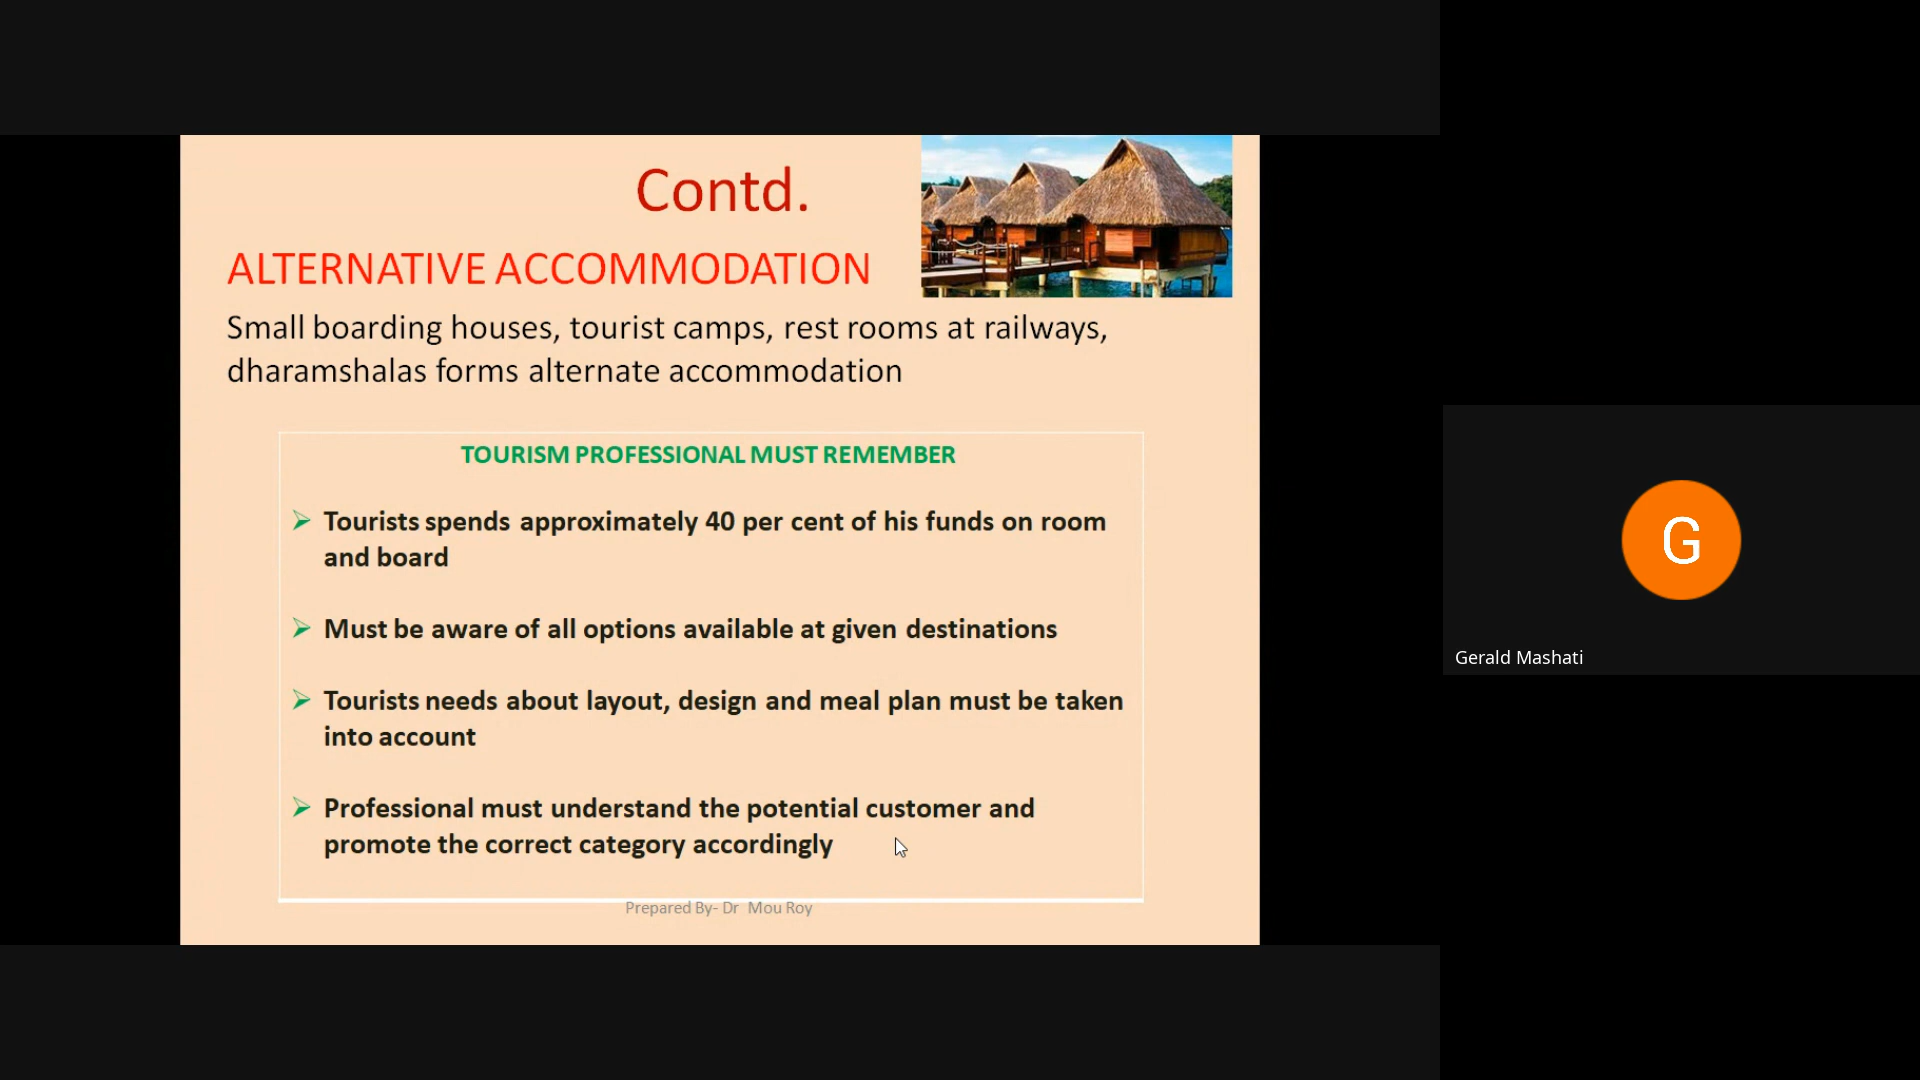 Contd.
ALTERNATIVE ACCOMMODATION
Small boarding houses, tourist camps, rest rooms at railways,
dharamshalas forms alternate accommodation
TOURISM PROFESSIONAL MUST REMEMBER
Tourists spends approximately 40 per cent of his funds on room
and board
Must be aware of all options available at given destinations
Tourists needs about layout, design and meal plan must be taken
into account
Professional must understand the potential customer and
promote the correct category accordingly
Prepared By- Dr Mou Roy
G
Gerald Mashati